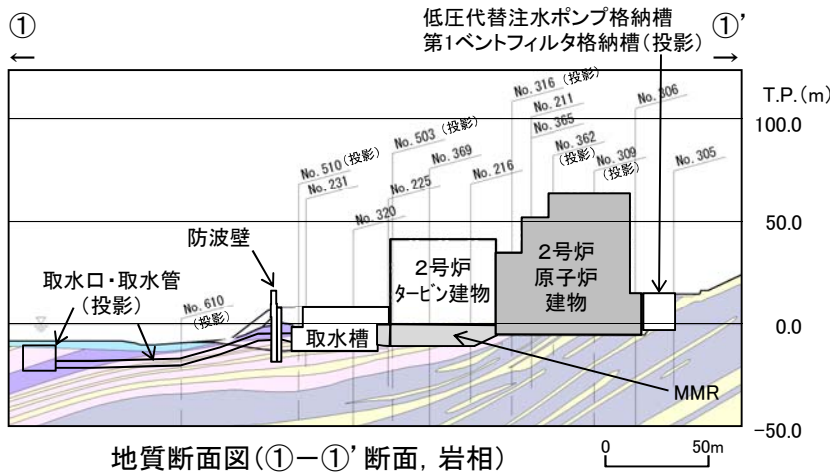 ①
①’
低圧代替注水ポンプ格納槽
第1ベントフィルタ格納槽(投影)
T.P.(m)
100.0
50.0
0.0
-50.0
No. 316 (投影)
No. 211
No. 365
No. 362
(投影)
No. 306
No. 309
(投影)
No. 305
No. 503 (投影)
No. 369
No. 510 (投影)
No. 231
No. 225
No. 216
No. 320
No. 610
(投影)
防波壁
取水口・取水管
(投影)
2号炉
タービン建物
2号炉
原子炉
建物
取水槽
MMR
地質断面図(①-①’断面, 岩相)
0
50m